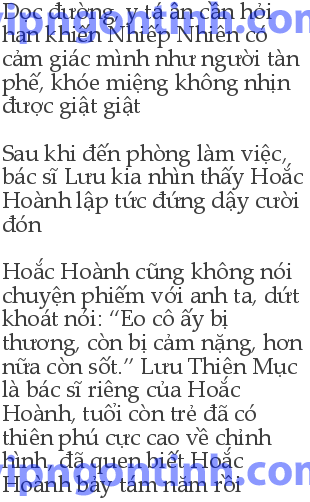 Dọc đường, y tá ân cần hỏi
han khiến Nhiếp Nhiên có
cảm giác mình như người tàn
phế, khóe miệng không nhịn
được giật giật
Sau khi đến phòng làm việc,
bác sĩ Lưu kia nhìn thấy Hoắc
Hoành lập tức đứng dậy cười
đón
Hoắc Hoành cũng không nói
chuyện phiếm với anh ta, dứt
khoát nói: “Eo cô ấy bị
thương, còn bị cảm nặng, hơn
nữa còn sốt.” Lưu Thiên Mục
là bác sĩ riêng của Hoắc
Hoành, tuổi còn trẻ đã có
thiên phú cực cao về chỉnh
hình, đã quen biết Hoắc
Hoành bảy tám năm rồi
vipngontinh.com
vipngontinh.com